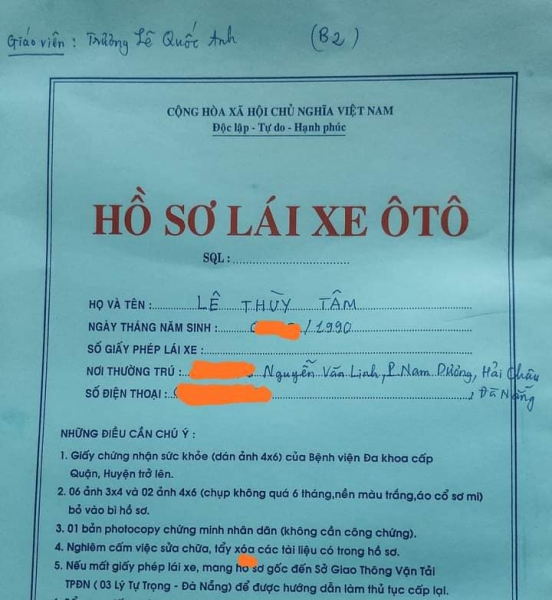 Giáo viên : Trương Lê Quốc Anh (B2)
CỘNG HÒA XÃ HỘI CHỦ NGHĨA VIỆT NAM
Độc lập - Tự do - Hạnh phúc
HỒ SƠ LÁI XE ÔTÔ
SQL :
HỌ VÀ TÊN : LÊ THÙY TÂM
NGÀY THÁNG NĂM SINH : /1990
SỐ GIẤY PHÉP LÁI XE :
NƠI THƯỜNG TRÚ : Nguyễn Văn Linh, P Nam Dương, Hải Châu
SỐ ĐIỆN THOẠI : , Đà Nẵng
NHỮNG ĐIỀU CẦN CHÚ Ý :
1. Giấy chứng nhận sức khỏe (dán ảnh 4x6) của Bệnh viện Đa khoa cấp
Quận, Huyện trở lên.
2. 06 ảnh 3x4 và 02 ảnh 4x6 (chụp không quá 6 tháng,nền màu trắng,áo cổ sơ mi)
bỏ vào bì hồ sơ.
3. 01 bản photocopy chứng minh nhân dân (không cần công chứng).
4. Nghiêm cấm việc sửa chữa, tẩy xóa các tài liệu có trong hồ sơ.
5. Nếu mất giấy phép lái xe, mang hồ sơ gốc đến Sở Giao Thông Vận Tải
TPĐN ( 03 Lý Tự Trọng - Đà Nẵng) để được hướng dẫn làm thủ tục cấp lại.